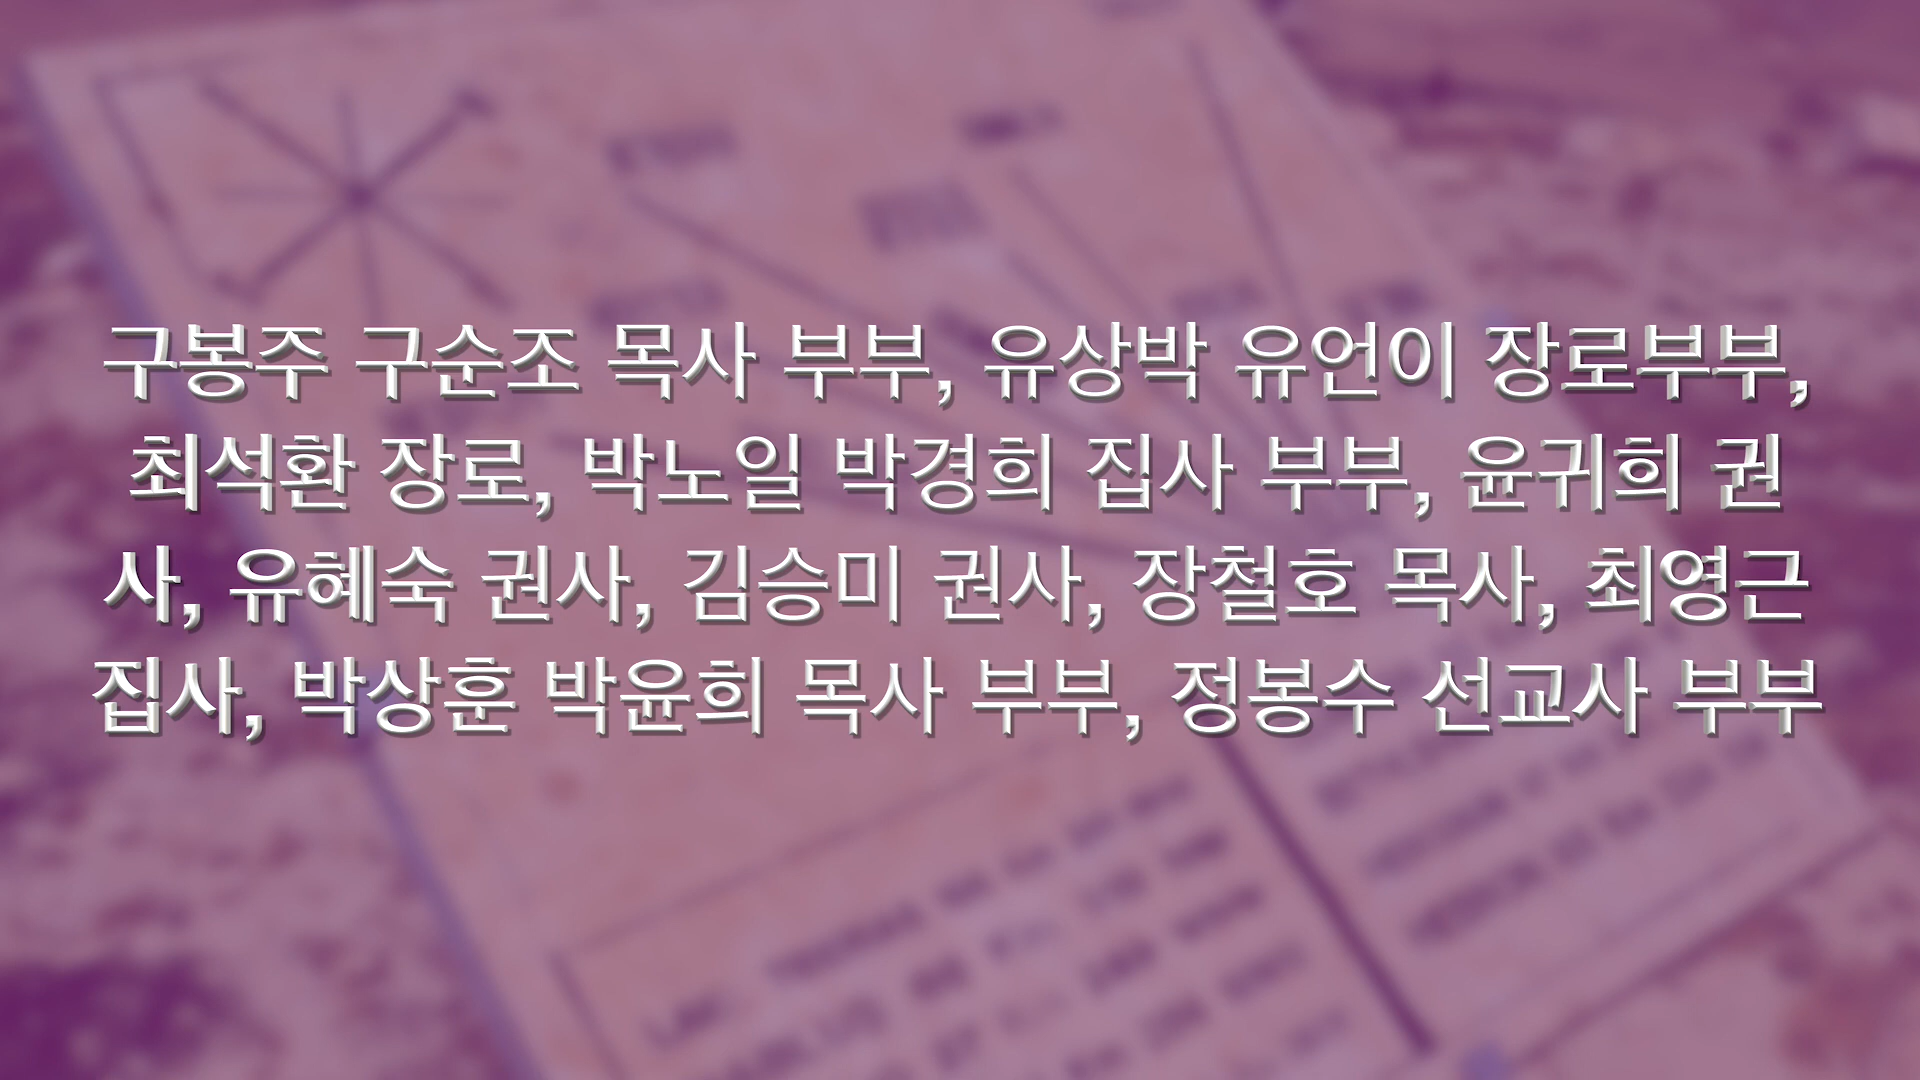 구봉주 구순조 목사 부부, 유상박 유언이 장로부부,
최석환 장로, 박노일 박경희 집사 부부, 윤귀희 권
사, 유혜숙 권사, 김승미 권사, 장철호 목사, 최영근
집사, 박상훈 박윤희 목사 부부, 정봉수 선교사 부부